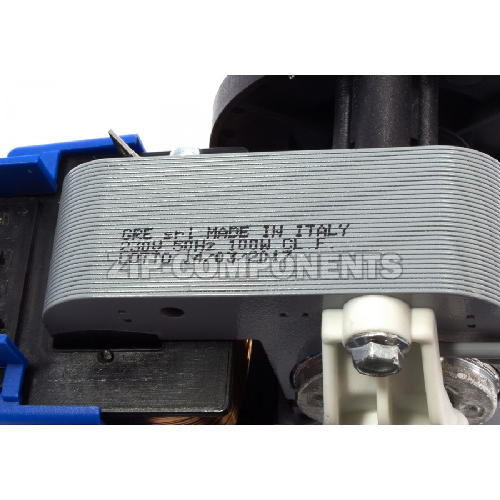 GRE srl MADE IN ITALY
230V 50Hz 100W CL F.
LOTTO 14/03/2017
ZIP COMPONENTS